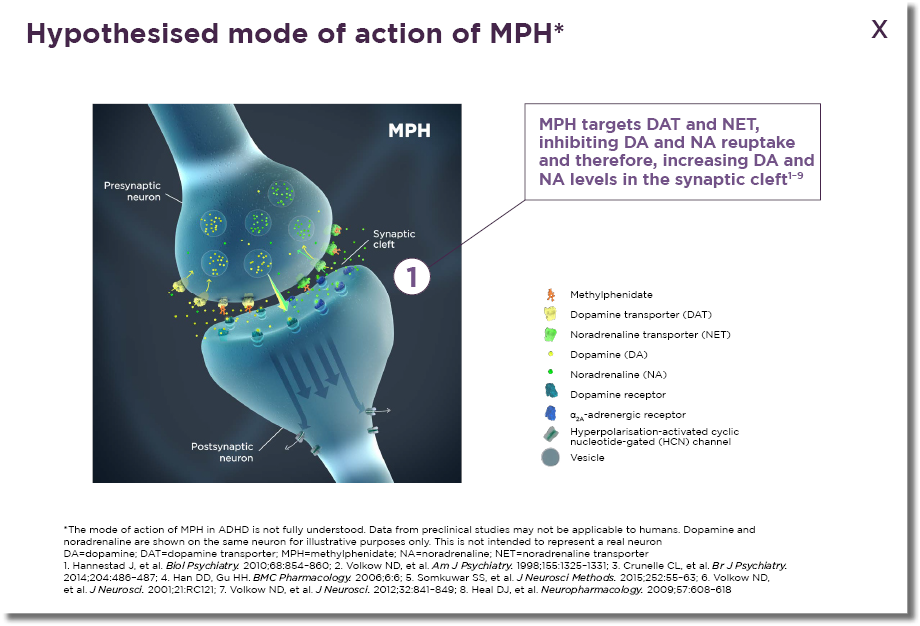 Hypothesised mode of action of MPH*
X
MPH
Presynaptic
neuron
Synaptic
cleft
1
Postsynaptic
neuron
MPH targets DAT and NET,
inhibiting DA and NA reuptake
and therefore, increasing DA and
NA levels in the synaptic cleft¹⁻⁹
Methylphenidate
Dopamine transporter (DAT)
Noradrenaline transporter (NET)
Dopamine (DA)
Noradrenaline (NA)
Dopamine receptor
α₂A-adrenergic receptor
Hyperpolarisation-activated cyclic
nucleotide-gated (HCN) channel
Vesicle
*The mode of action of MPH in ADHD is not fully understood. Data from preclinical studies may not be applicable to humans. Dopamine and
noradrenaline are shown on the same neuron for illustrative purposes only. This is not intended to represent a real neuron
DA=dopamine; DAT=dopamine transporter; MPH=methylphenidate; NA=noradrenaline; NET=noradrenaline transporter
1. Hannestad J, et al. Biol Psychiatry. 2010;68:854–860; 2. Volkow ND, et al. Am J Psychiatry. 1998;155:1325–1331; 3. Crunelle CL, et al. Br J Psychiatry.
2014;204:486–487; 4. Han DD, Gu HH. BMC Pharmacology. 2006;6:6; 5. Somkuwar SS, et al. J Neurosci Methods. 2015;252:55–63; 6. Volkow ND,
et al. J Neurosci. 2001;21:RC121; 7. Volkow ND, et al. J Neurosci. 2012;32:841–849; 8. Heal DJ, et al. Neuropharmacology. 2009;57:608–618